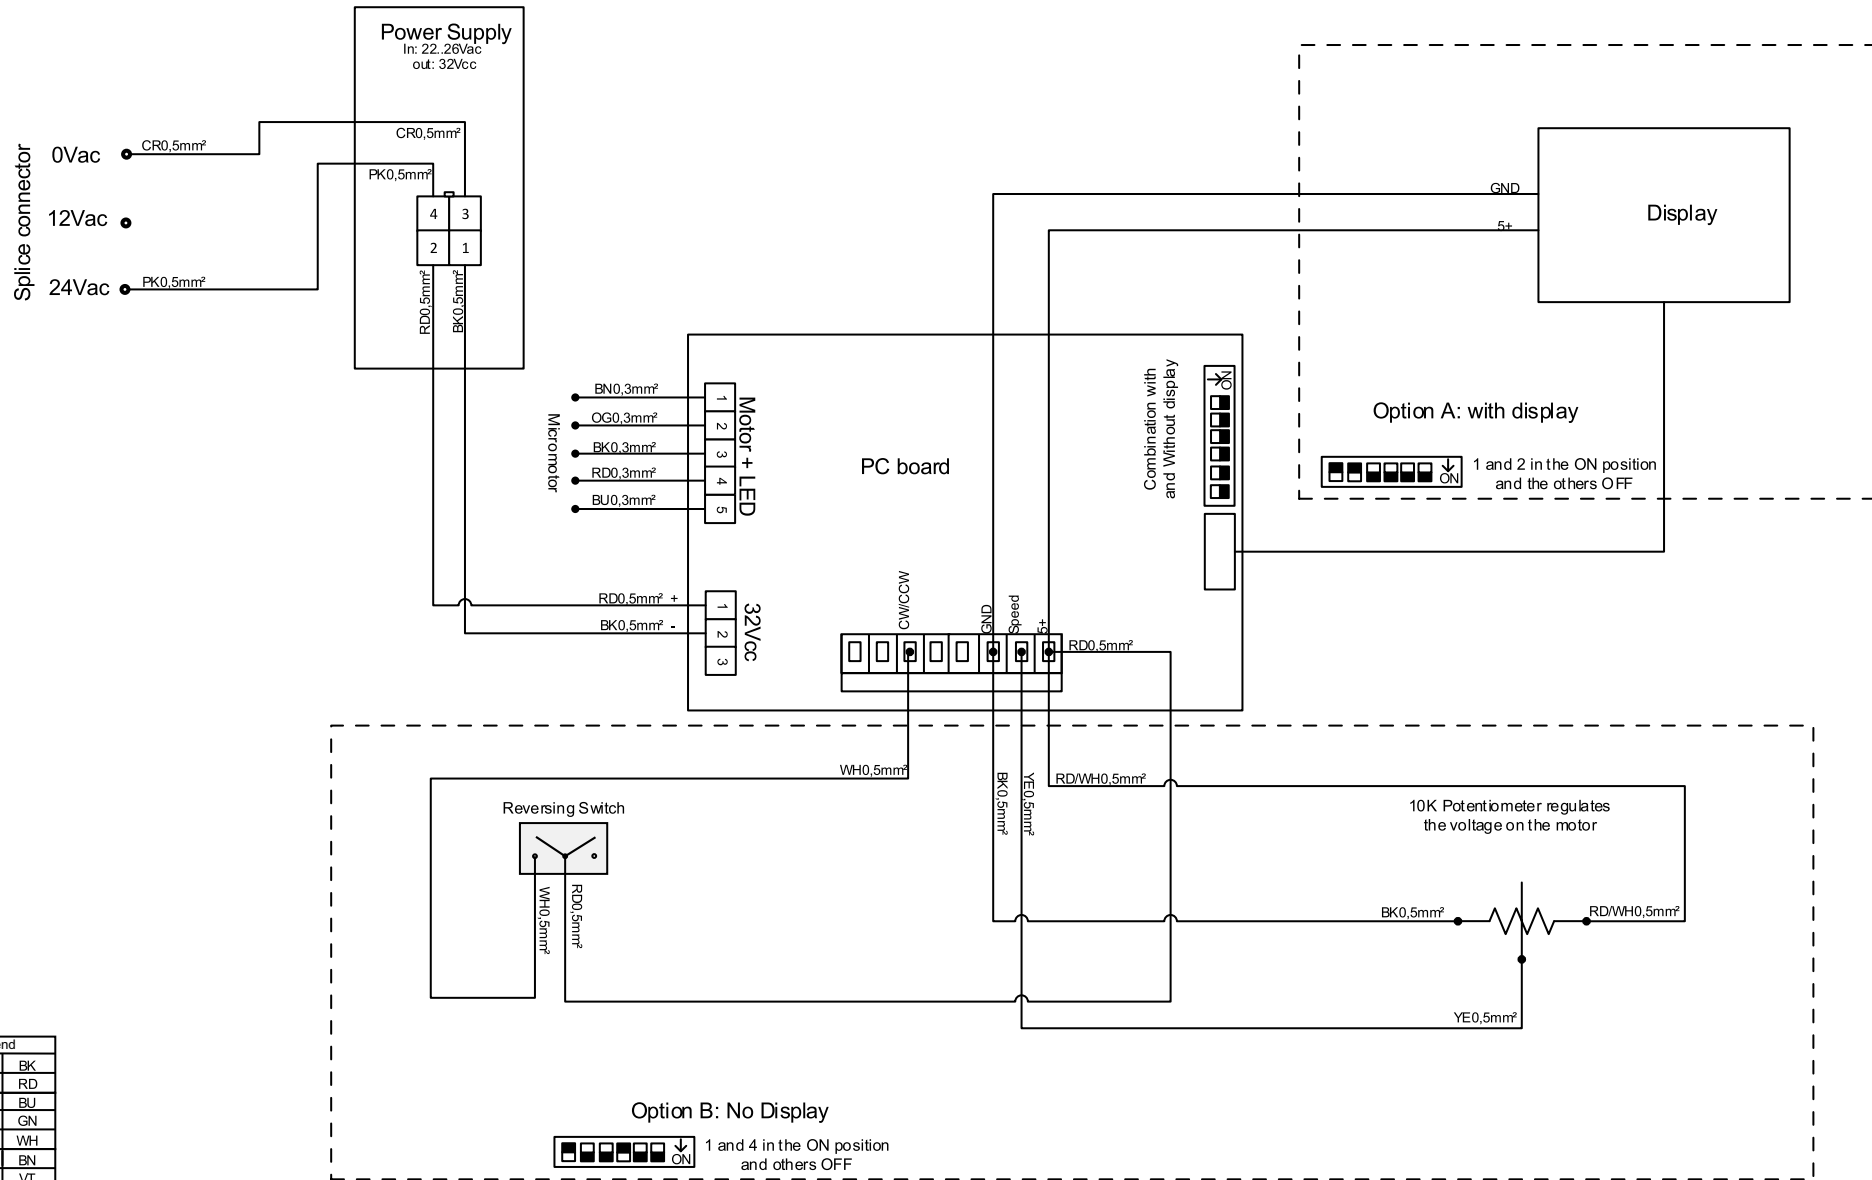 Power Supply
In: 22..26Vac
out: 32Vcc
Splice connector
0Vac
CR0,5mm²
CR0,5mm²
PK0,5mm²
12Vac
24Vac
PK0,5mm²
4
3
2
1
RD0,5mm²
BK0,5mm²
GND
5+
Display
Option A: with display
ON
1 and 2 in the ON position
and the others OFF
Micromotor
BN0,3mm²
OG0,3mm²
BK0,3mm²
RD0,3mm²
BU0,3mm²
1
2
3
4
5
Motor + LED
PC board
Combination with
and Without display
ON
RD0,5mm² +
BK0,5mm² -
1
2
3
32Vcc
CW/CCW
GND
Speed
5+
RD0,5mm²
WH0,5mm²
BK0,5mm²
YE0,5mm²
RD/WH0,5mm²
Reversing Switch
WH0,5mm²
RD0,5mm²
10K Potentiometer regulates
the voltage on the motor
BK0,5mm²
RD/WH0,5mm²
YE0,5mm²
Option B: No Display
ON
1 and 4 in the ON position
and others OFF
BK
RD
BU
GN
WH
BN